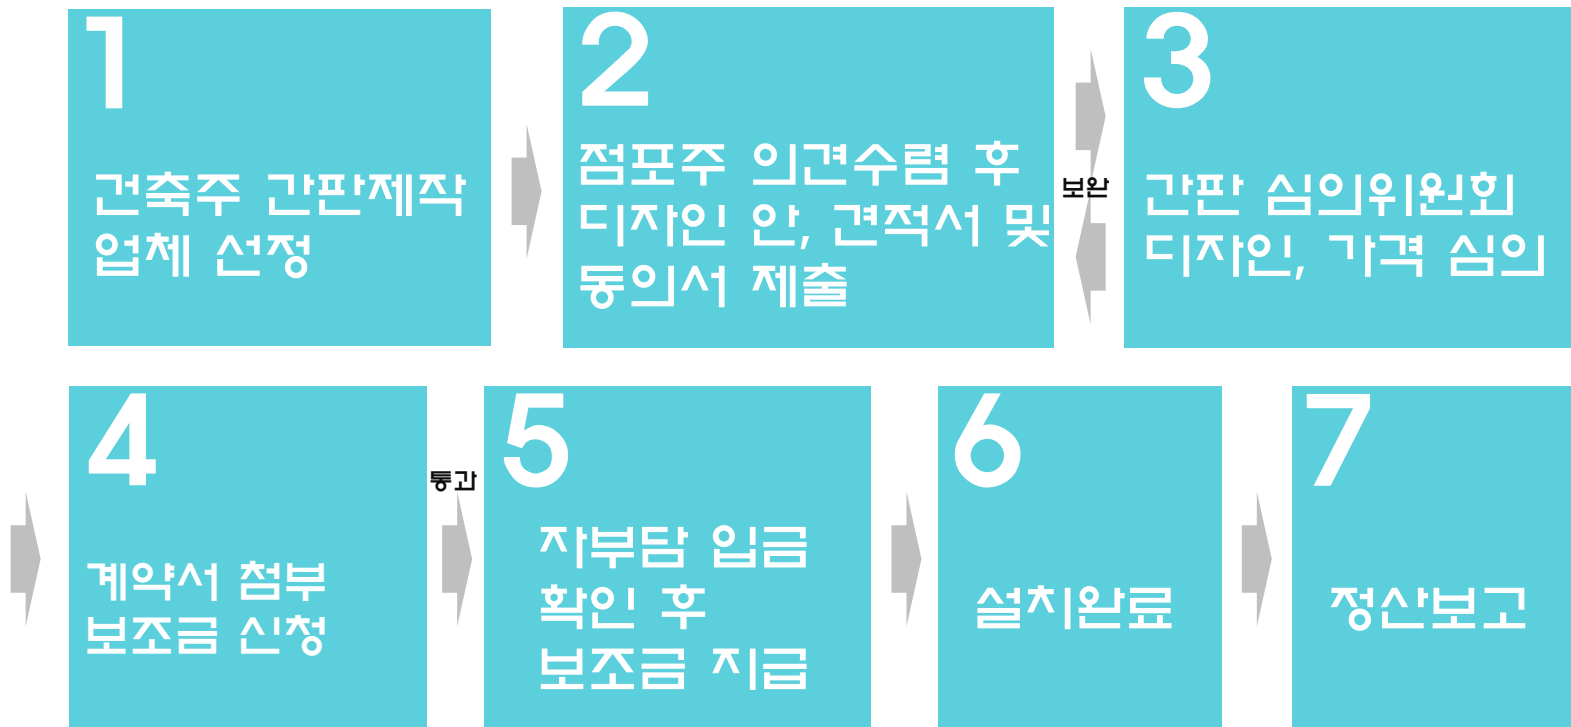 1
건축주 간판제작
업체 선정
2
점포주 의견수렴 후
디자인 안, 견적서 및
동의서 제출
보완
3
간판 심의위원회
디자인, 가격 심의
4
계약서 첨부
보조금 신청
통과
5
자부담 입금
확인 후
보조금 지급
6
설치완료
7
정산보고